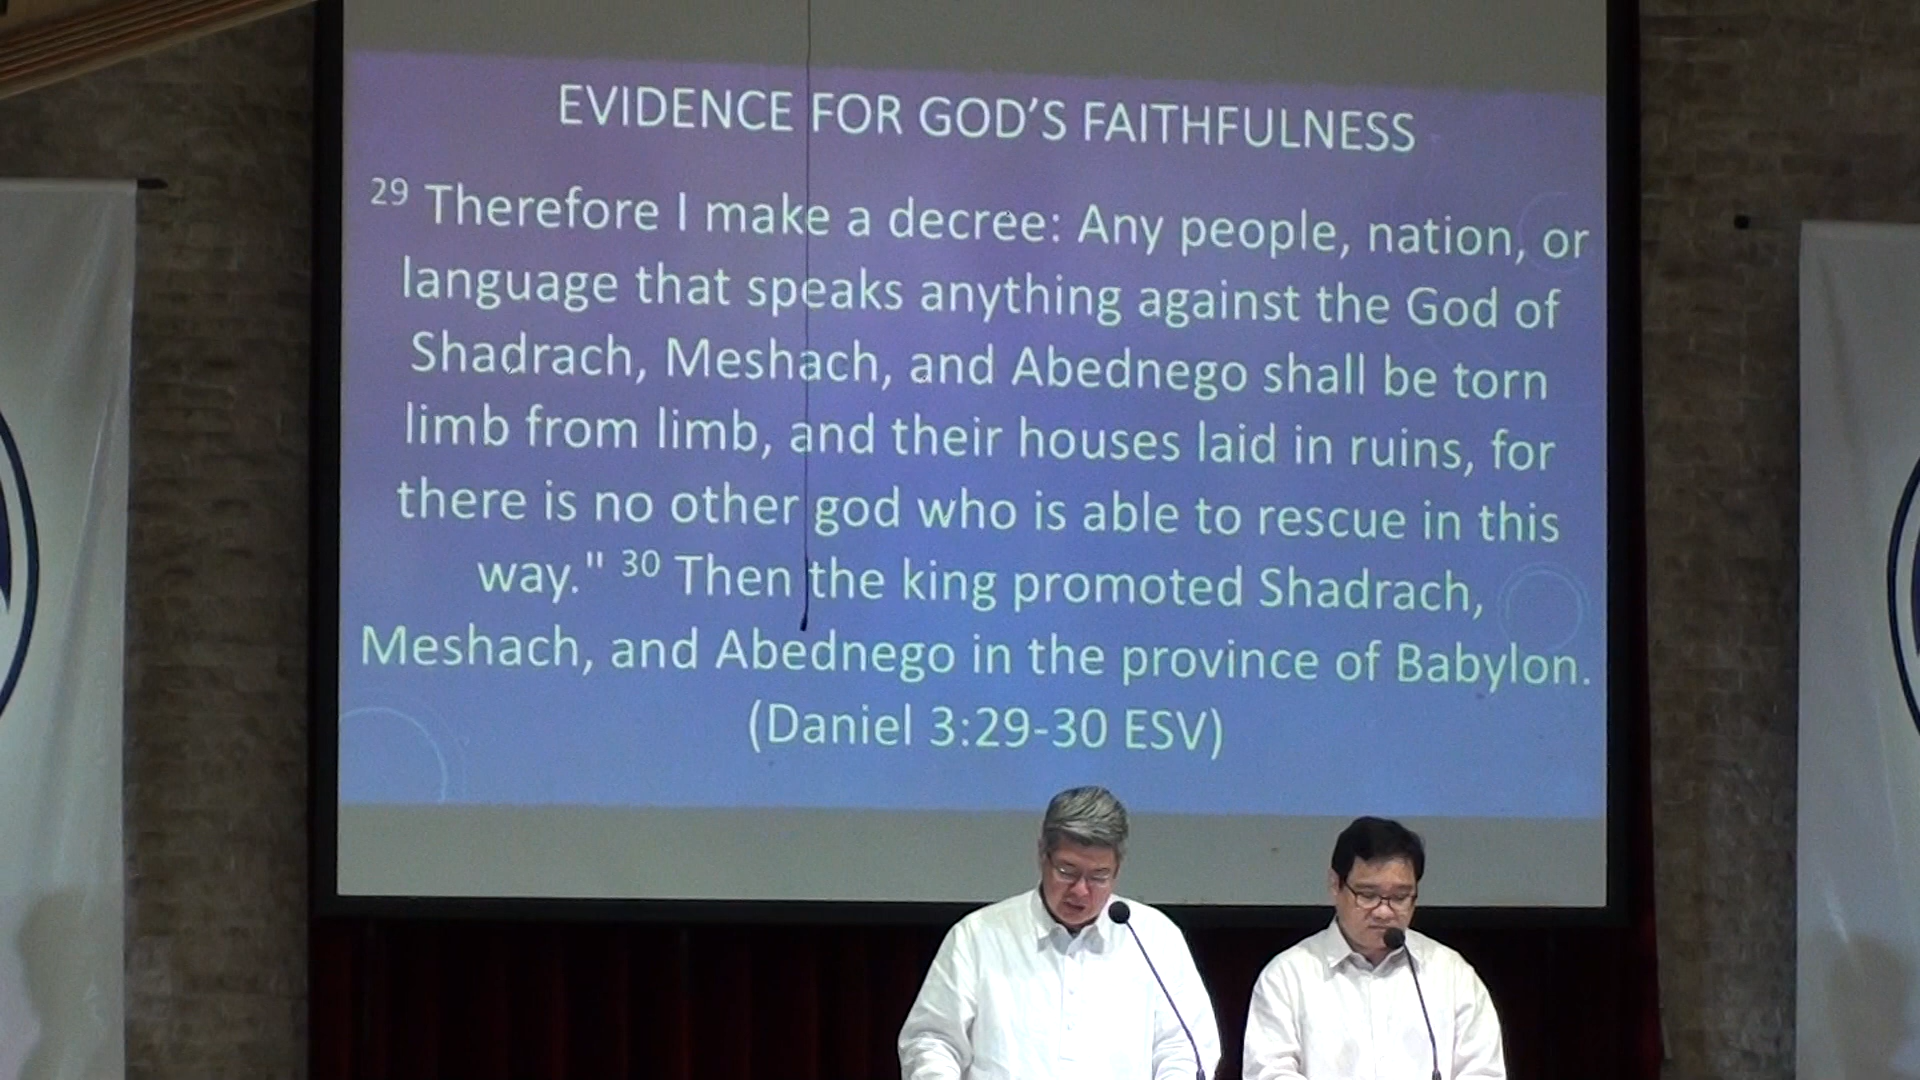 EVIDENCE FOR GOD'S FAITHFULNESS
29 Therefore I make a decree: Any people, nation, or
language that speaks anything against the God of
Shadrach, Meshach, and Abednego shall be torn
limb from limb, and their houses laid in ruins, for
there is no other god who is able to rescue in this
way." 30 Then the king promoted Shadrach,
Meshach, and Abednego in the province of Babylon.
(Daniel 3:29-30 ESV)